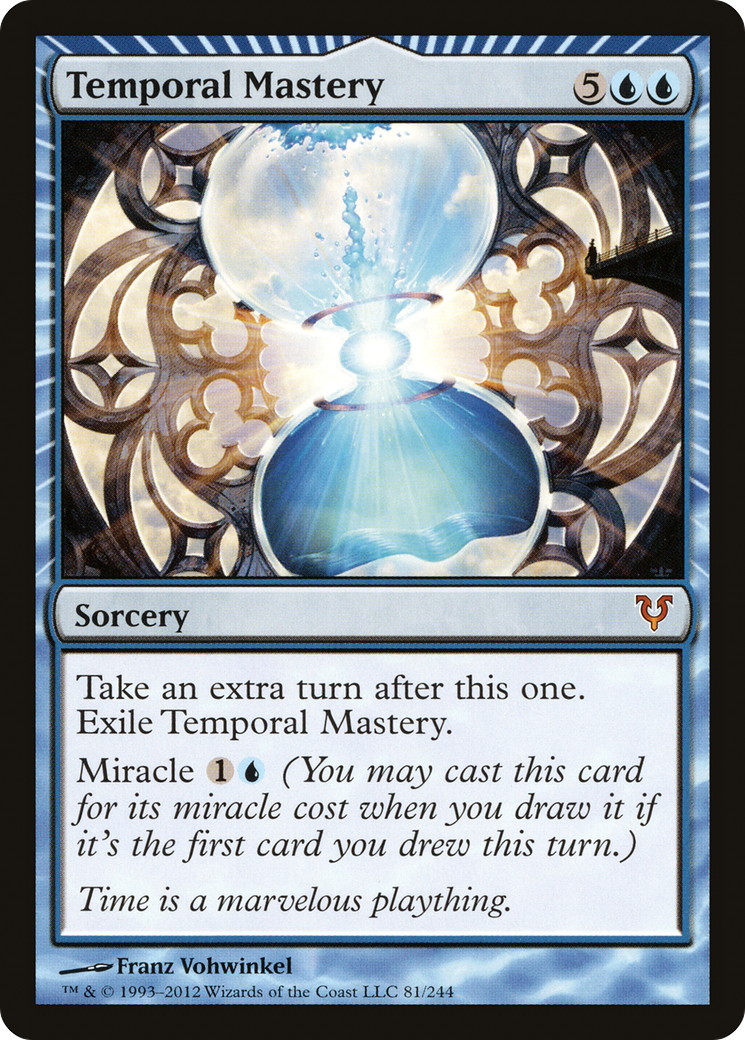 Temporal Mastery 5
Sorcery
Take an extra turn after this one.
Exile Temporal Mastery.
Miracle 1 (You may cast this card
for its miracle cost when you draw it if
it's the first card you drew this turn.)
Time is a marvelous plaything.
Franz Vohwinkel
™ & © 1993–2012 Wizards of the Coast LLC 81/244